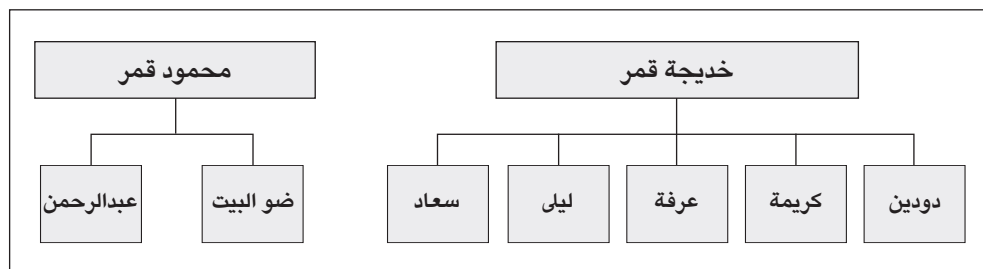 خديجة قمر
محمود قمر
دودين
كريمة
عرفة
ليلى
سعاد
ضو البيت
عبدالرحمن